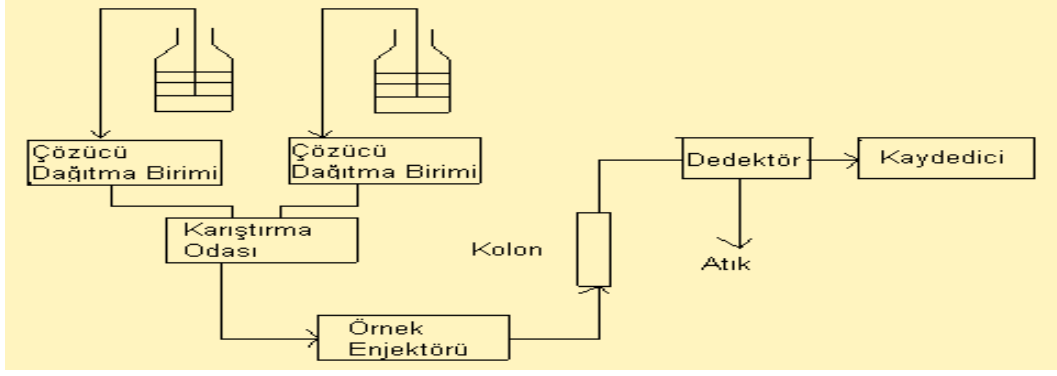 Çözücü
Dağıtma Birimi
Çözücü
Dağıtma Birimi
Karıştırma
Odası
Örnek
Enjektörü
Kolon
Dedektör
Kaydedici
Atık